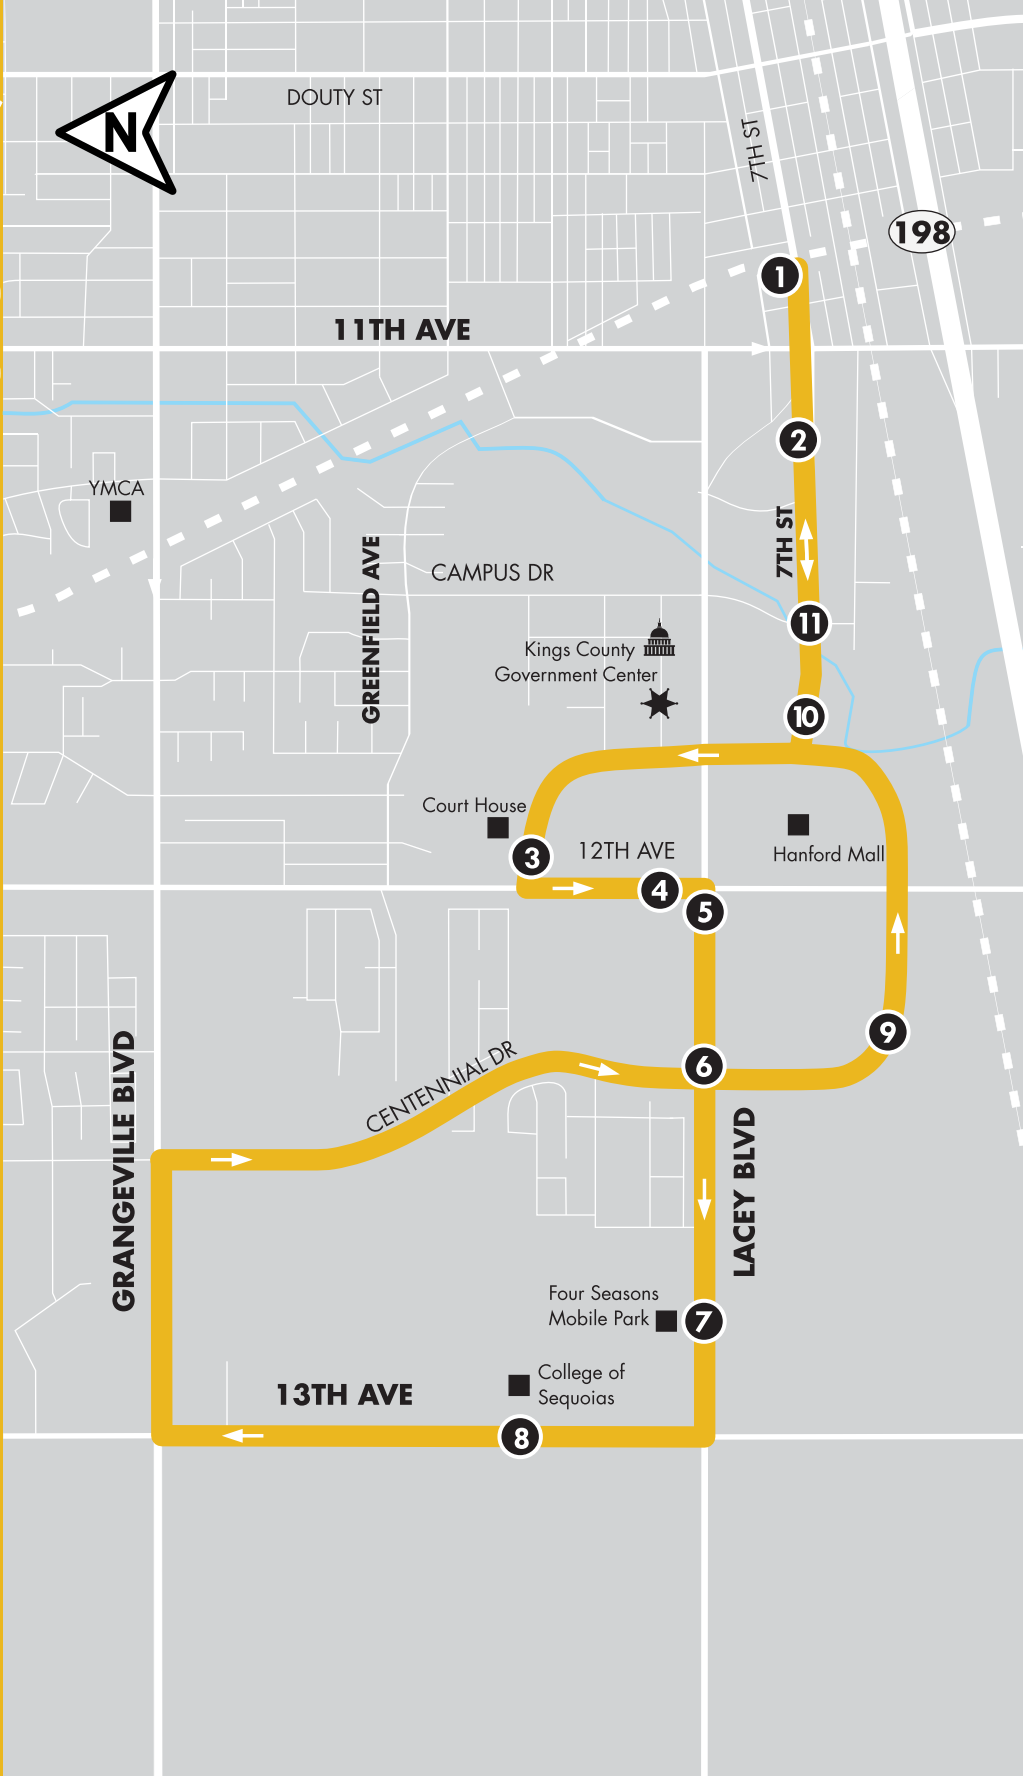 DOUTY ST
N
7TH ST
198
1
11TH AVE
2
YMCA
7TH ST
GREENFIELD AVE
CAMPUS DR
11
Kings County
Government Center
10
Court House
Hanford Mall
3
12TH AVE
4
5
9
CENTENNIAL DR
6
GRANGEVILLE BLVD
LACEY BLVD
Four Seasons
Mobile Park
7
College of
Sequoias
13TH AVE
8